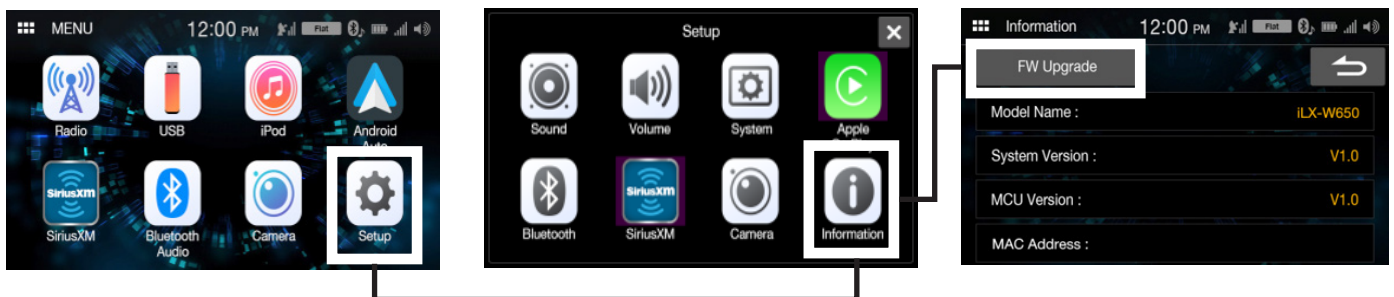 MENU 12:00 PM Flat
Radio USB iPod Android
Auto
SiriusXM
SiriusXM Bluetooth Camera Setup
Audio
Setup
Sound Volume System Apple
SiriusXM
Bluetooth SiriusXM Camera Information
Information 12:00 PM Flat
FW Upgrade
Model Name : iLX-W650
System Version : V1.0
MCU Version : V1.0
MAC Address :